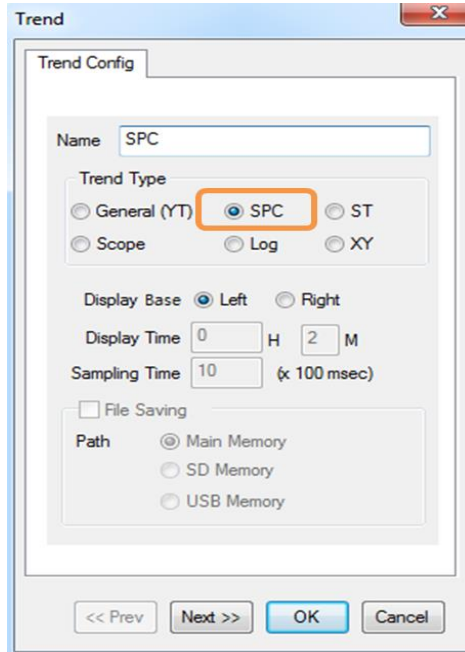 Trend
Trend Config
Name SPC
Trend Type
General (YT) SPC ST
Scope Log XY
Display Base Left Right
Display Time 0 H 2 M
Sampling Time 10 (x 100 msec)
File Saving
Path Main Memory
SD Memory
USB Memory
<< Prev Next >> OK Cancel